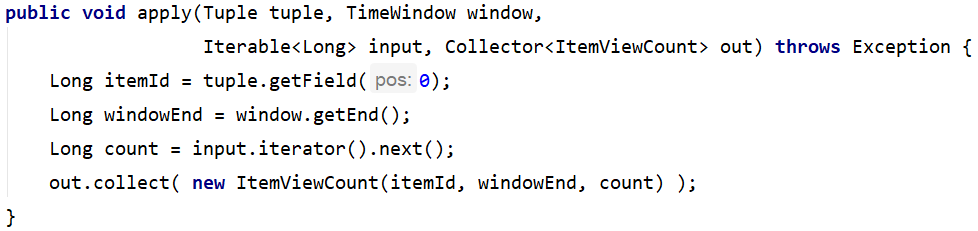 public void apply(Tuple tuple, TimeWindow window,
Iterable<Long> input, Collector<ItemViewCount> out) throws Exception {
Long itemId = tuple.getField( pos: 0);
Long windowEnd = window.getEnd();
Long count = input.iterator().next();
out.collect( new ItemViewCount(itemId, windowEnd, count) );
}